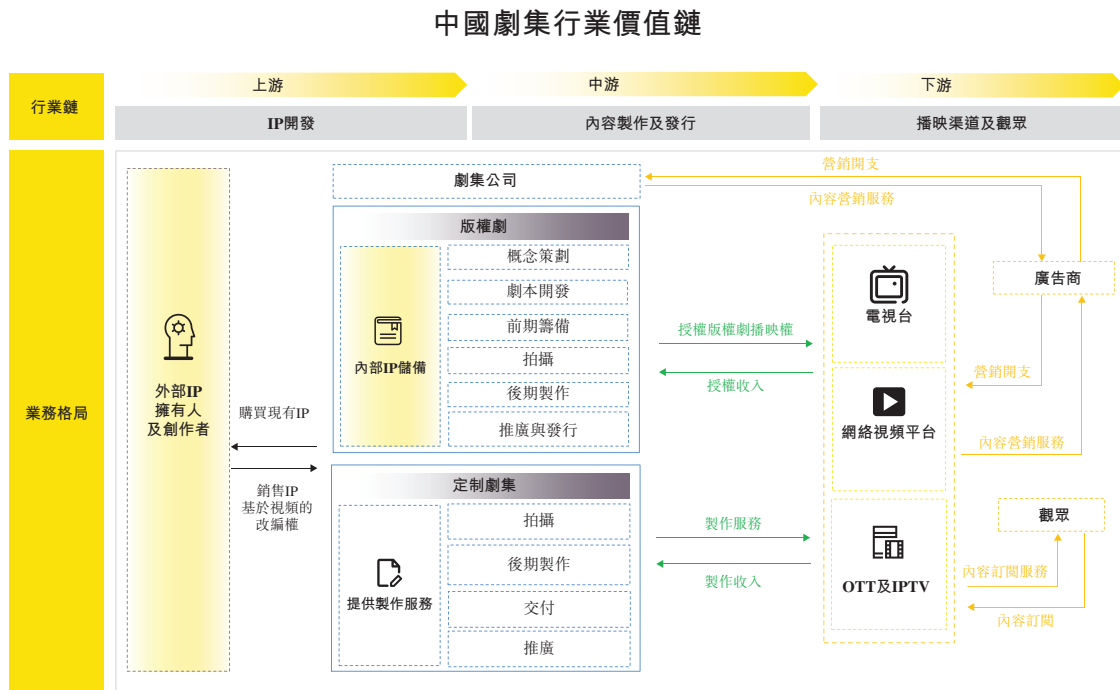 中國劇集行業價值鏈
行業鏈
上游
中游
下游
IP開發
內容製作及發行
播映渠道及觀眾
業務格局
外部IP
擁有人
及創作者
購買現有IP
銷售IP
基於視頻的
改編權
劇集公司
版權劇
內部IP儲備
概念策劃
劇本開發
前期籌備
拍攝
後期製作
推廣與發行
定制劇集
提供製作服務
拍攝
後期製作
交付
推廣
授權版權劇播映權
授權收入
製作服務
製作收入
電視台
網絡視頻平台
OTT及IPTV
營銷開支
內容營銷服務
廣告商
營銷開支
內容營銷服務
觀眾
內容訂閱服務
內容訂閱